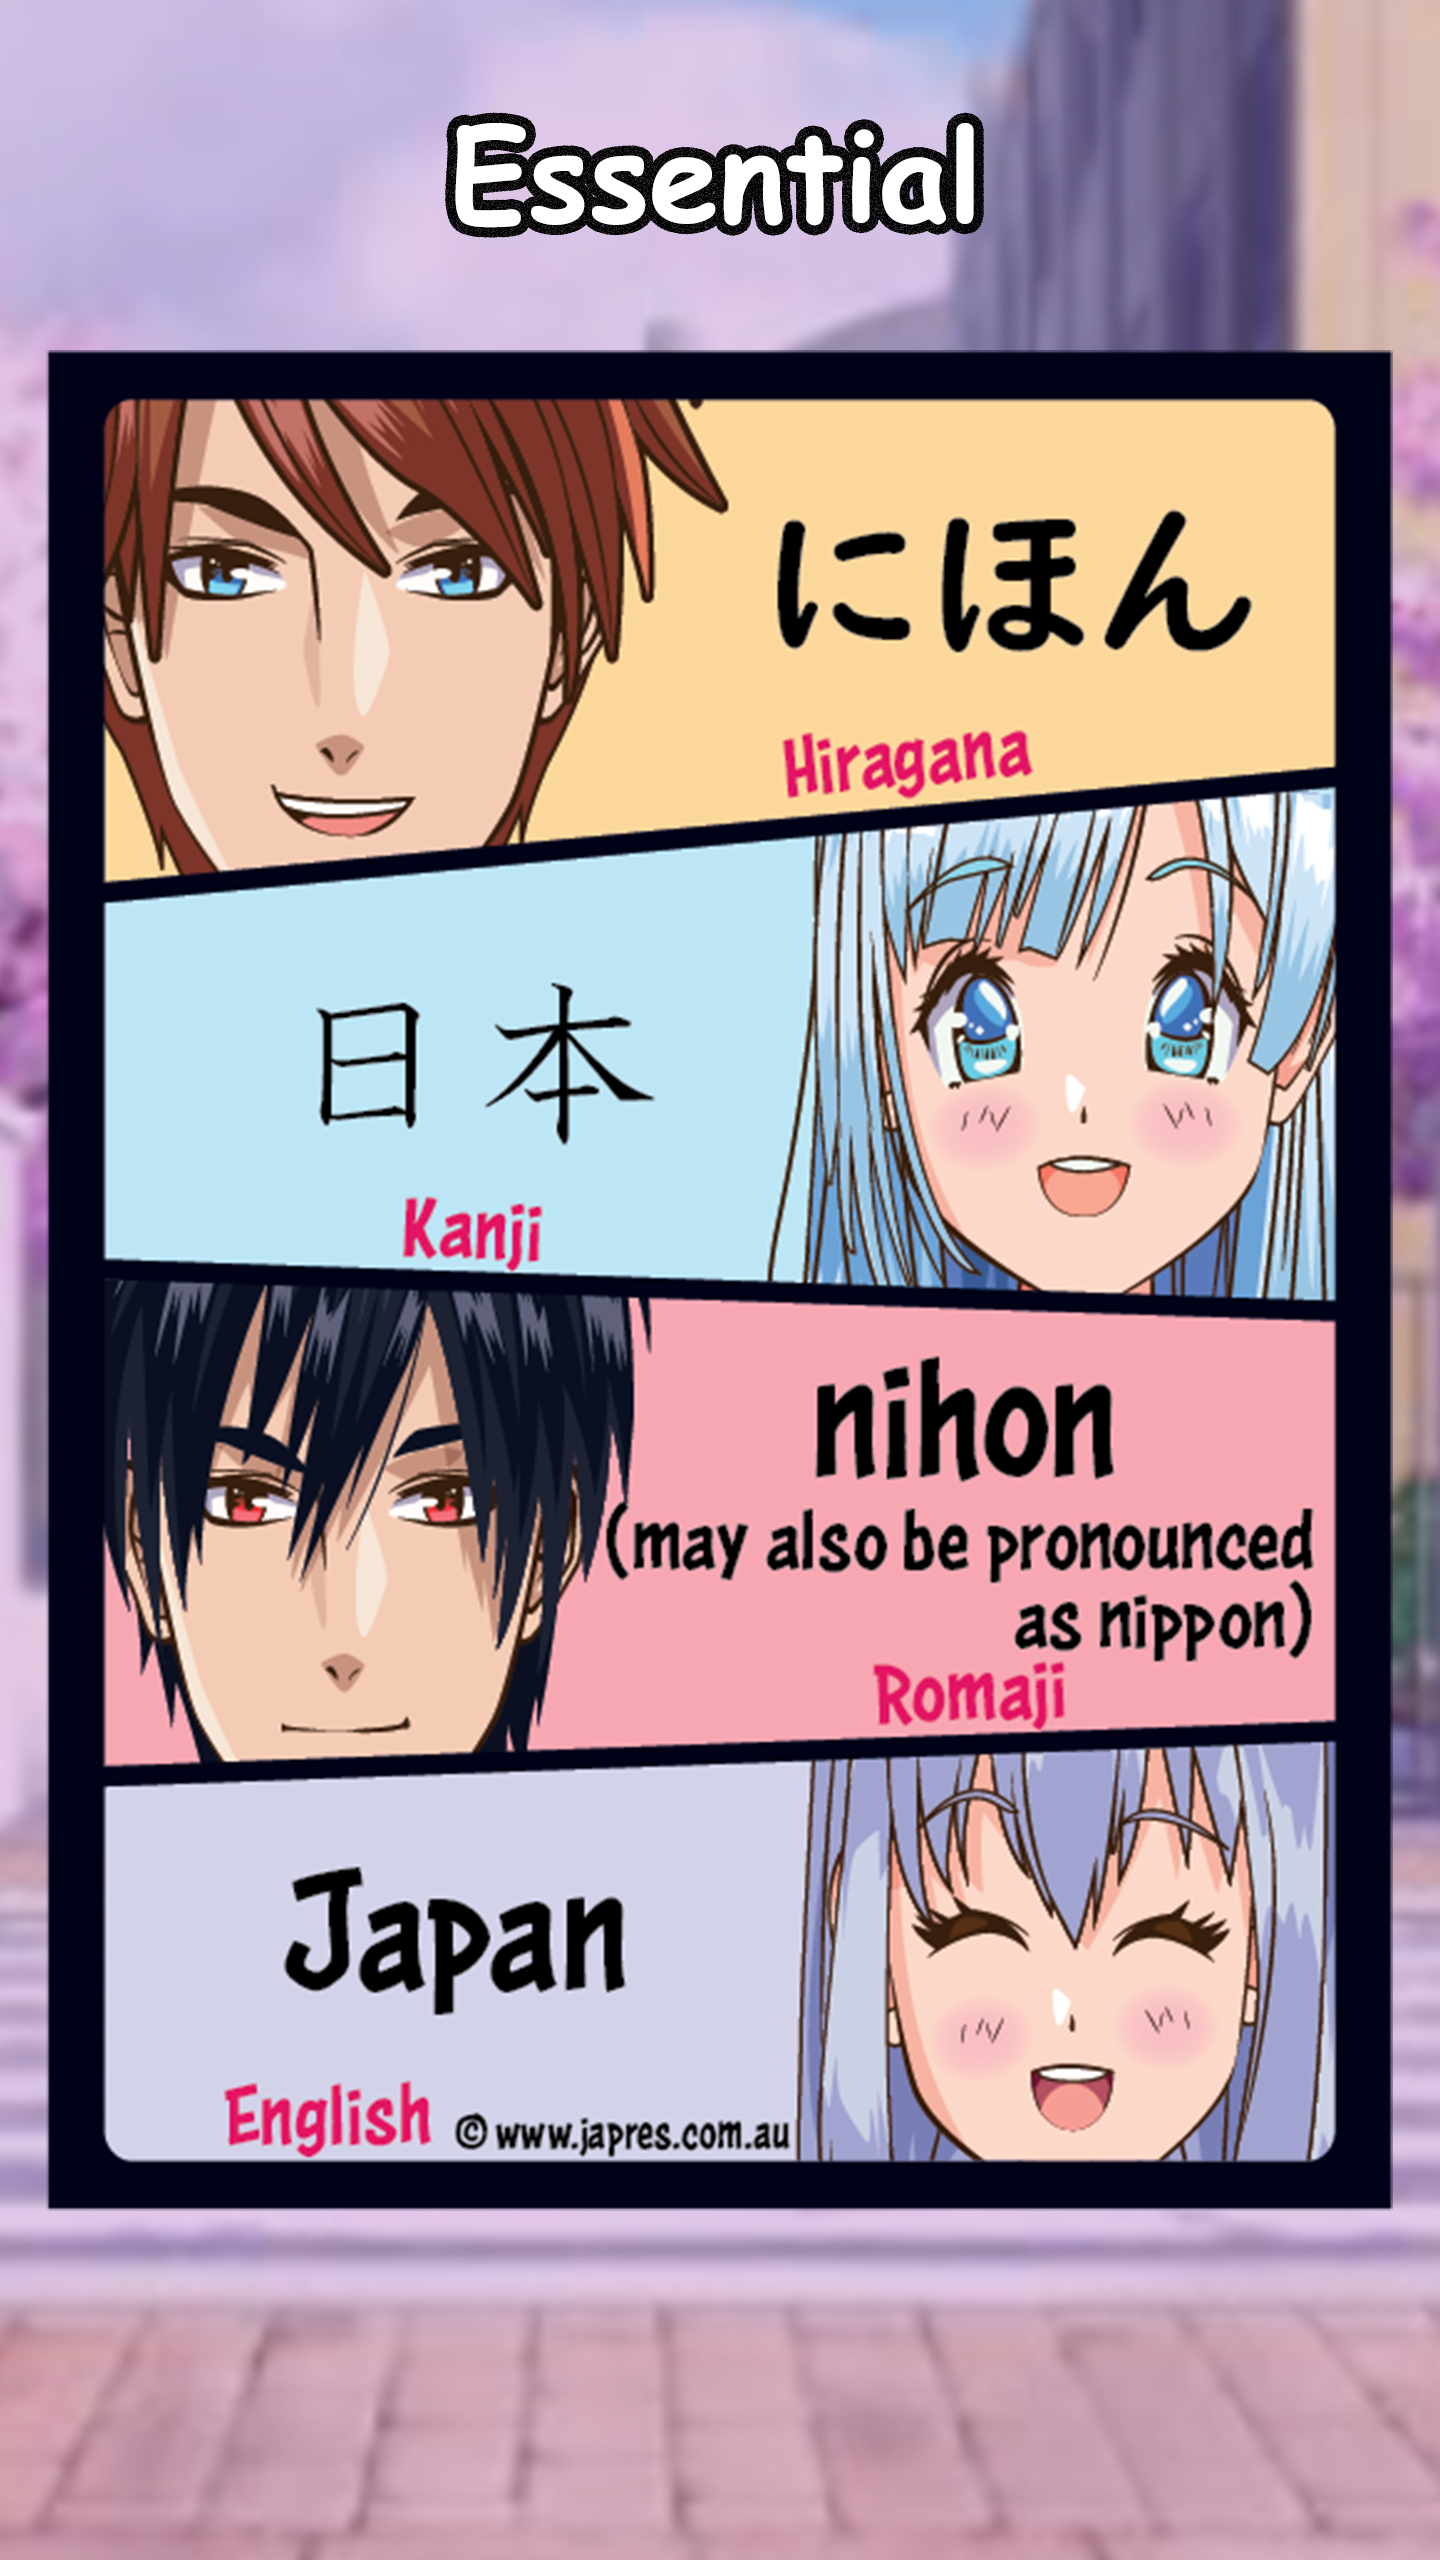 Essential
にほん
Hiragana
日本
Kanji
nihon
(may also be pronounced
as nippon)
Romaji
Japan
English © www.japres.com.au